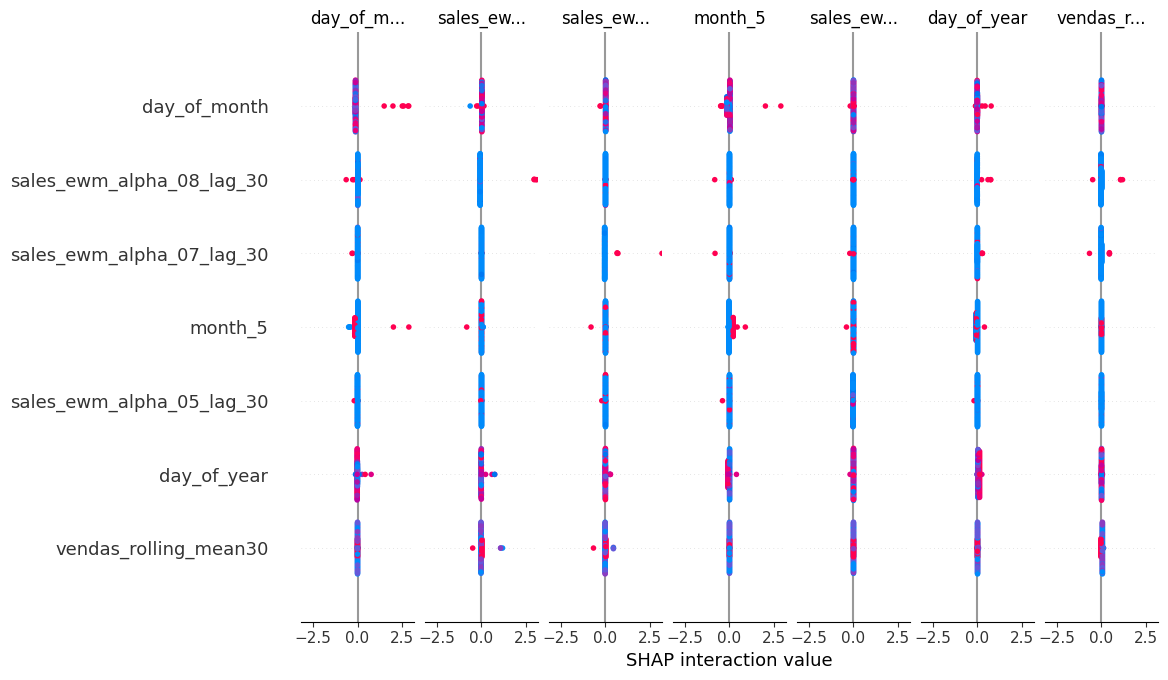 day_of_m... sales_ew... sales_ew... month_5 sales_ew... day_of_year vendas_r...
day_of_month
sales_ewm_alpha_08_lag_30
sales_ewm_alpha_07_lag_30
month_5
sales_ewm_alpha_05_lag_30
day_of_year
vendas_rolling_mean30
−2.5 0.0 2.5 −2.5 0.0 2.5 −2.5 0.0 2.5 −2.5 0.0 2.5 −2.5 0.0 2.5 −2.5 0.0 2.5 −2.5 0.0 2.5
SHAP interaction value